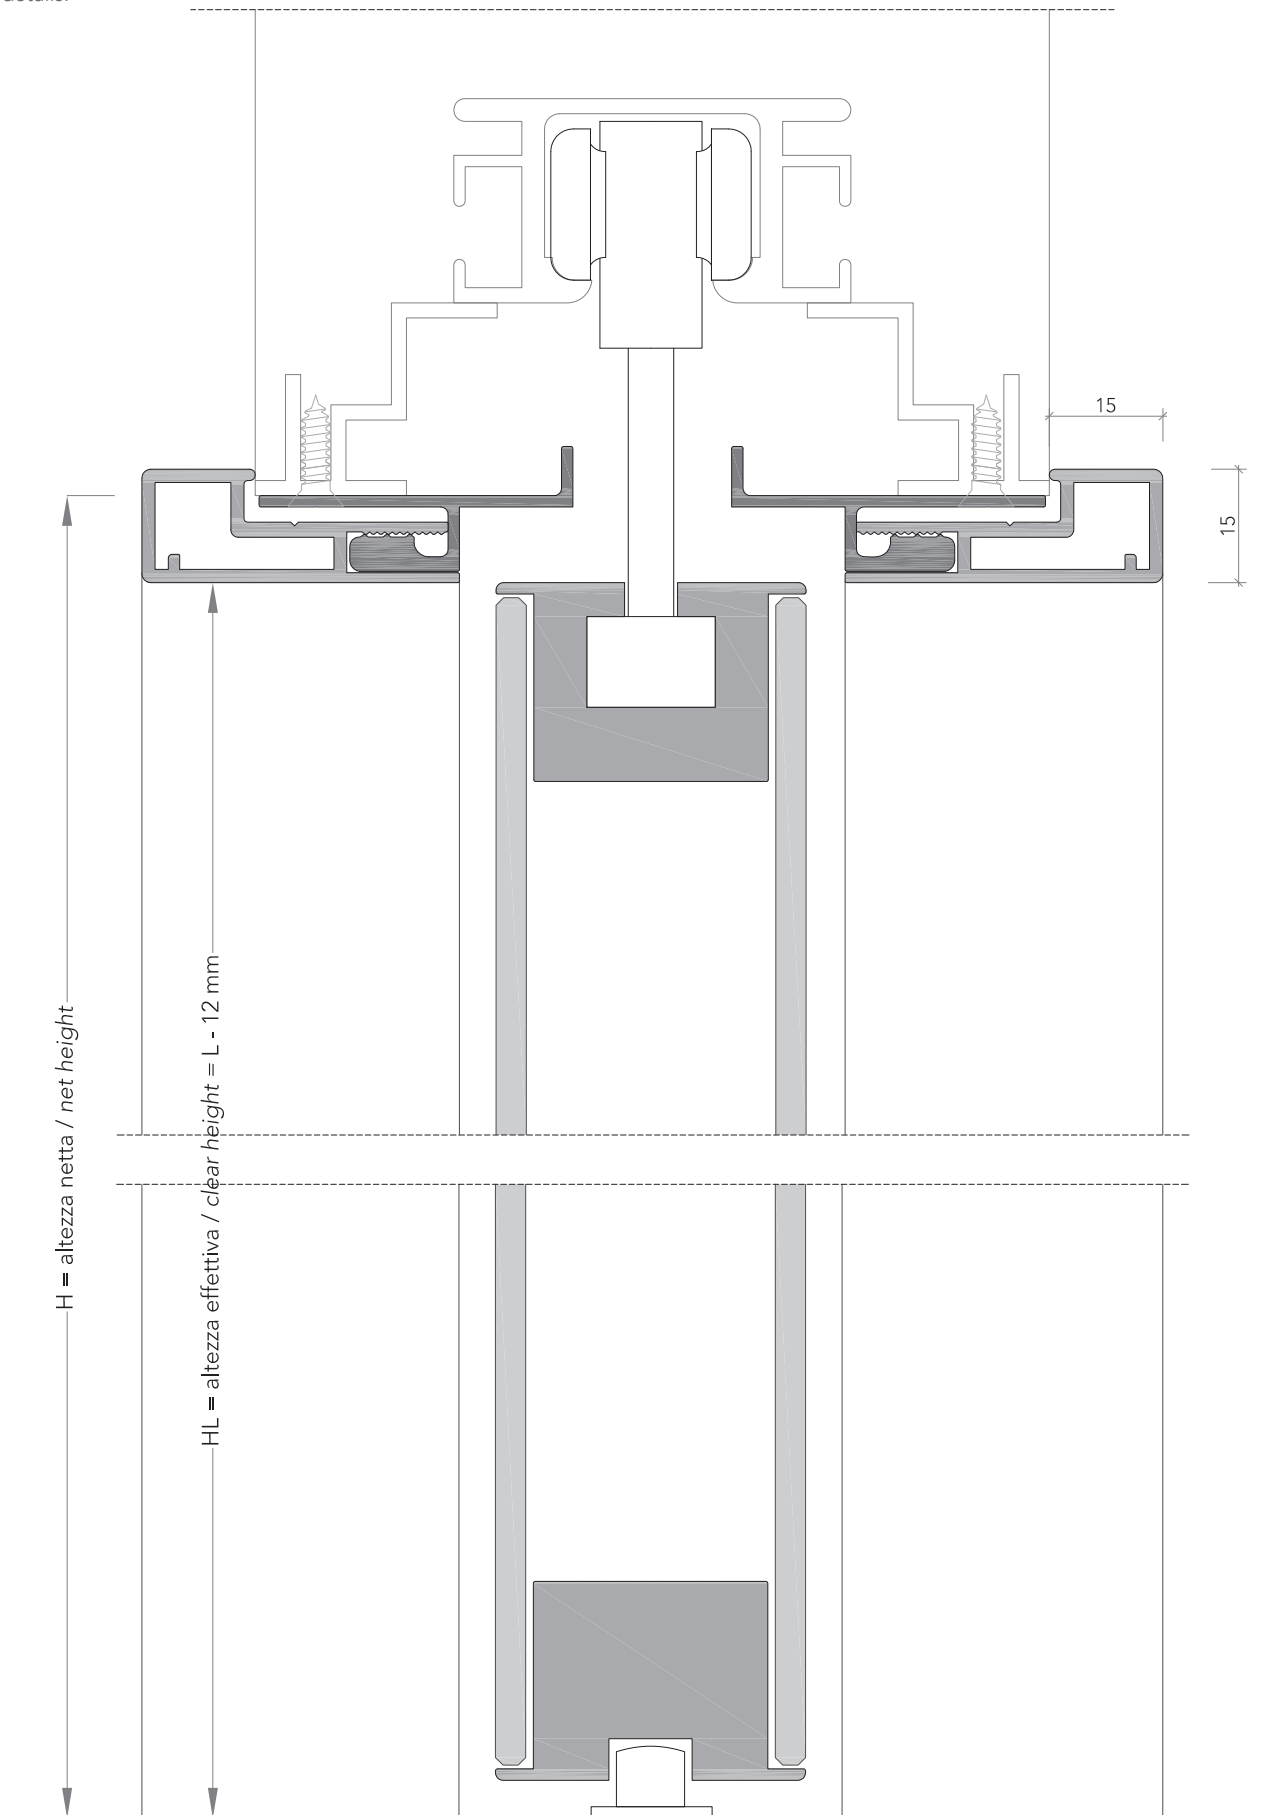 15
15
H = altezza netta / net height
HL = altezza effettiva / clear height = L - 12 mm